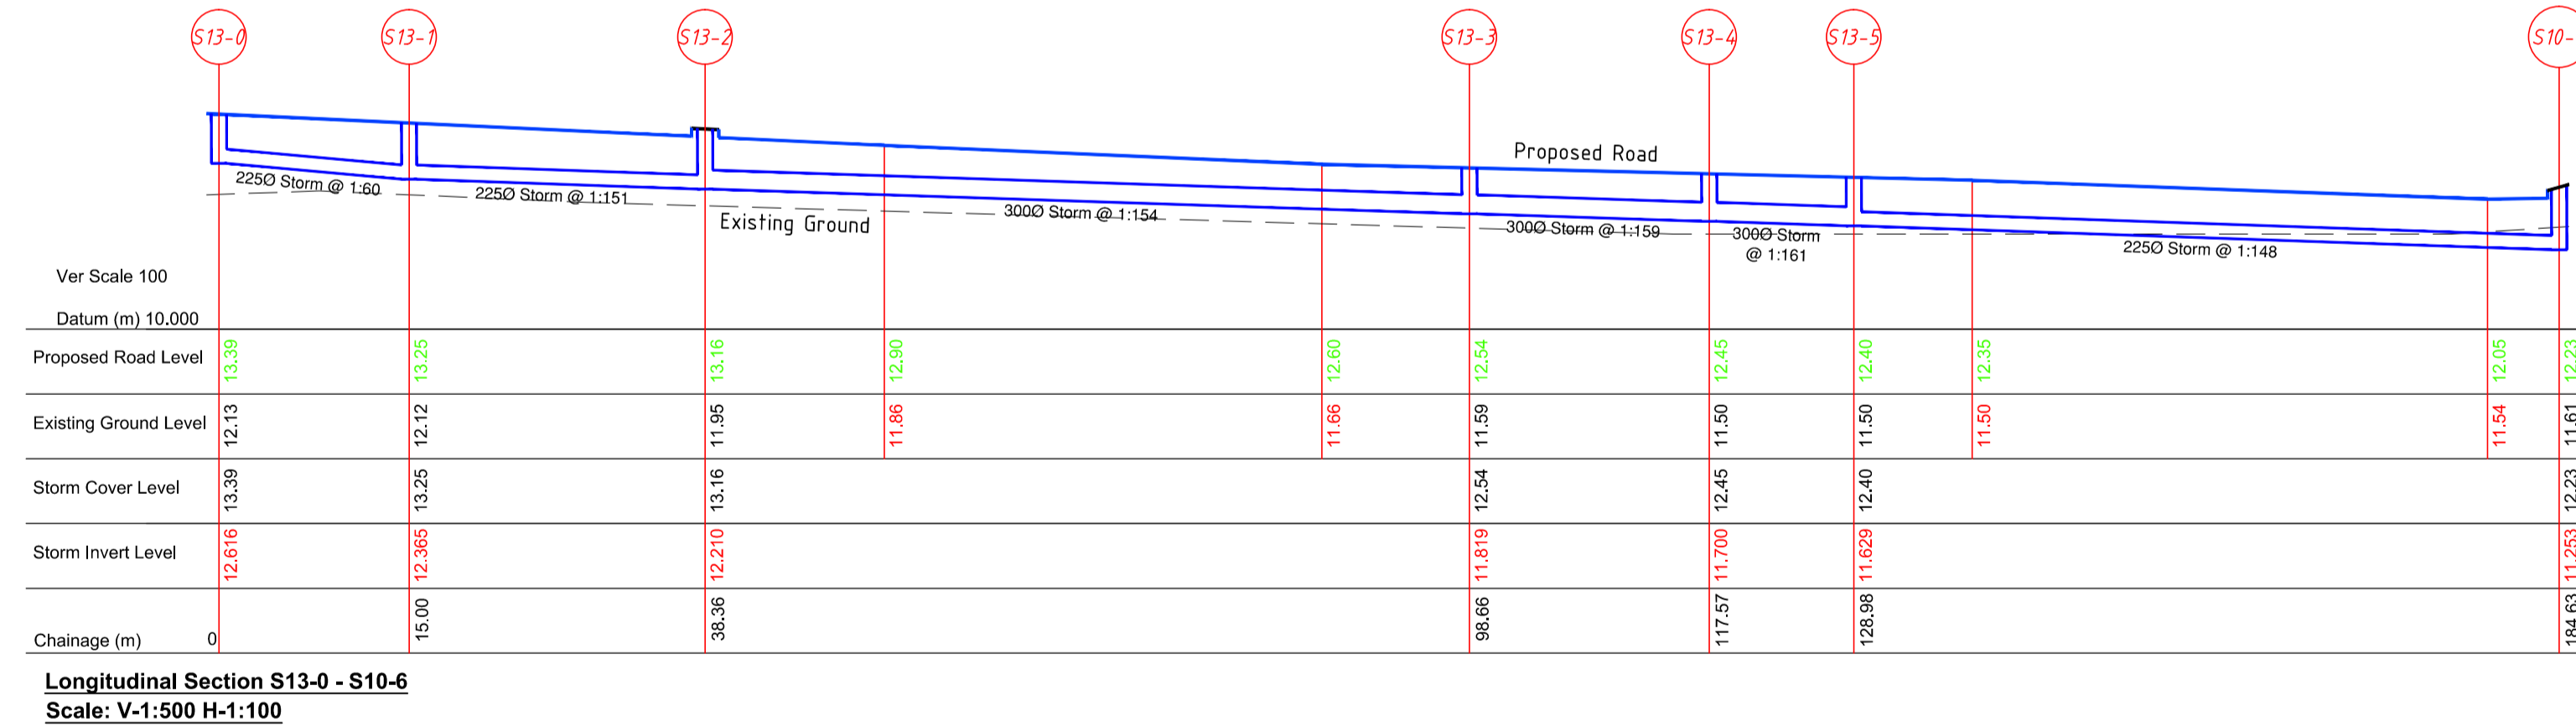 S13-0 S13-1 S13-2 S13-3 S13-4 S13-5 S10-
Proposed Road
225Ø Storm @ 1:60
225Ø Storm @ 1:151
Existing Ground
300Ø Storm @ 1:154
300Ø Storm @ 1:159
300Ø Storm
@ 1:161
225Ø Storm @ 1:148
Ver Scale 100
Datum (m) 10.000
Proposed Road Level 13.39 13.25 13.16 12.90 12.60 12.54 12.45 12.40 12.35 12.05 12.23
Existing Ground Level 12.13 12.12 11.95 11.86 11.66 11.59 11.50 11.50 11.50 11.54 11.61
Storm Cover Level 13.39 13.25 13.16 12.54 12.45 12.40 12.23
Storm Invert Level 12.616 12.365 12.210 11.819 11.700 11.629 11.253
Chainage (m) 0 15.00 38.36 98.66 117.57 128.98 184.63
Longitudinal Section S13-0 - S10-6
Scale: V-1:500 H-1:100